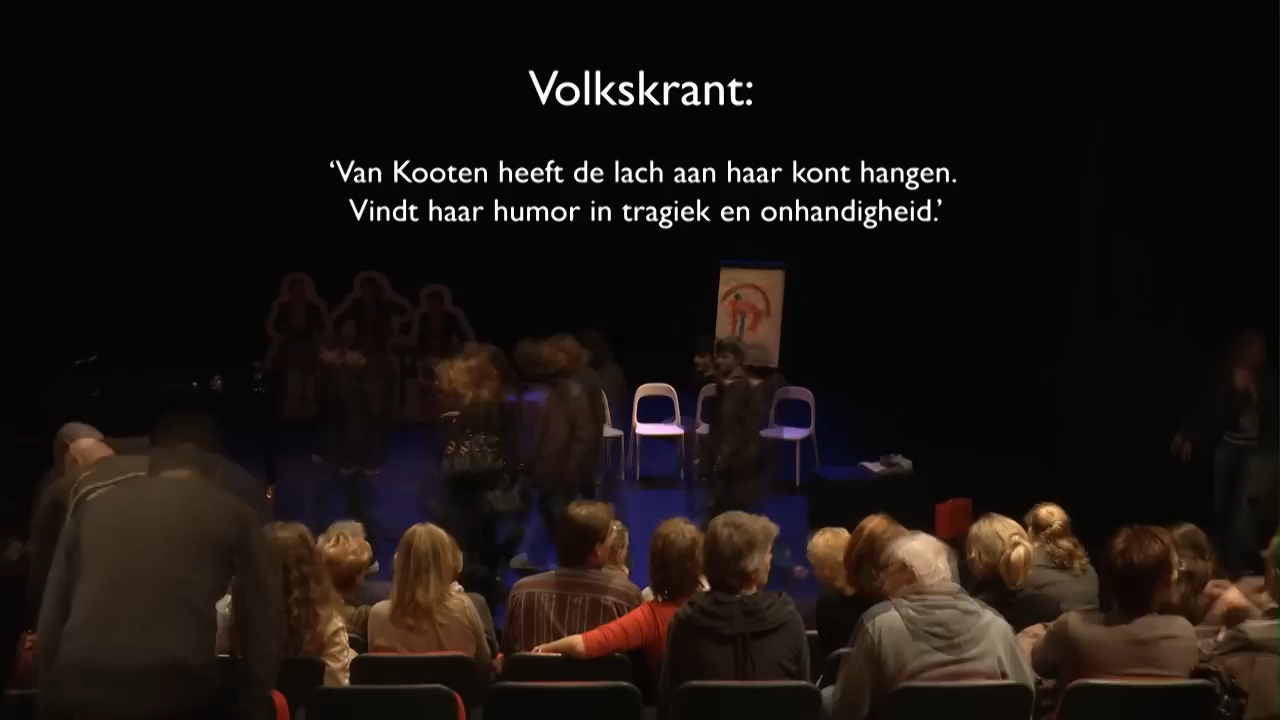 Volkskrant:
‘Van Kooten heeft de lach aan haar kont hangen.
Vindt haar humor in tragiek en onhandigheid.’